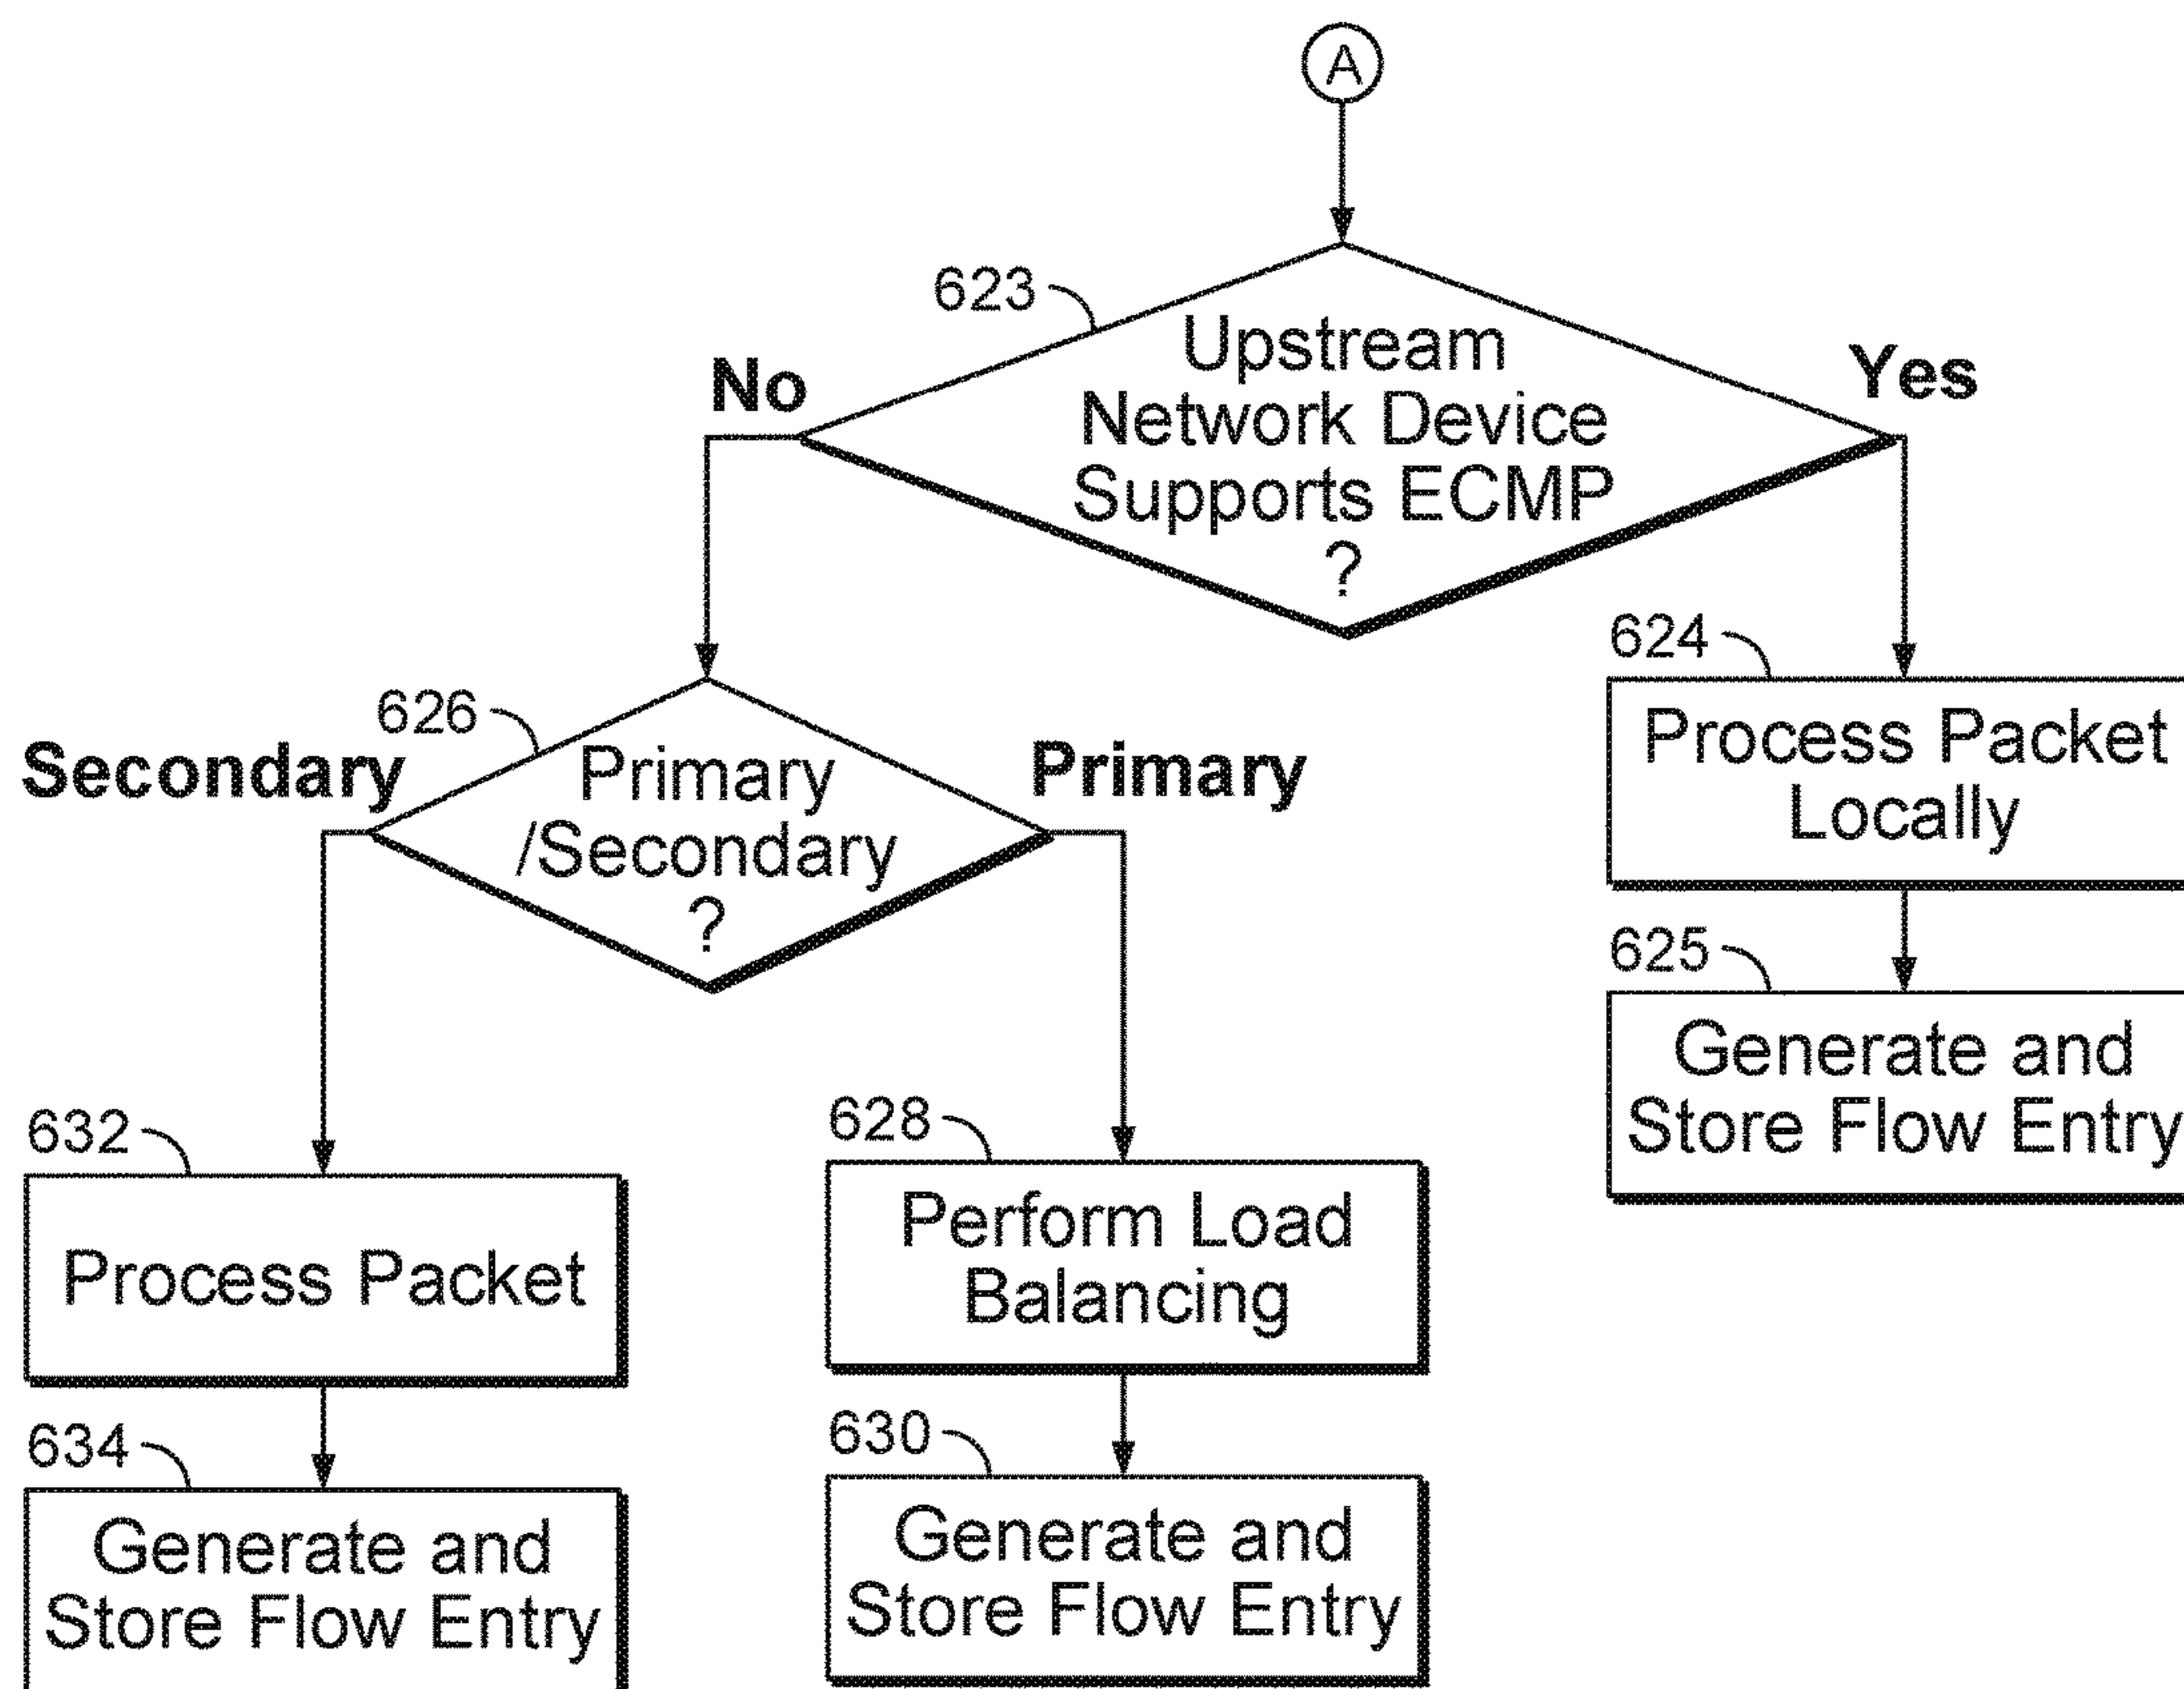 A
623
Upstream
Network Device
Supports ECMP
?
No
Yes
626
Primary
/Secondary
?
Secondary
Primary
624
Process Packet
Locally
625
Generate and
Store Flow Entry
632
Process Packet
628
Perform Load
Balancing
634
Generate and
Store Flow Entry
630
Generate and
Store Flow Entry